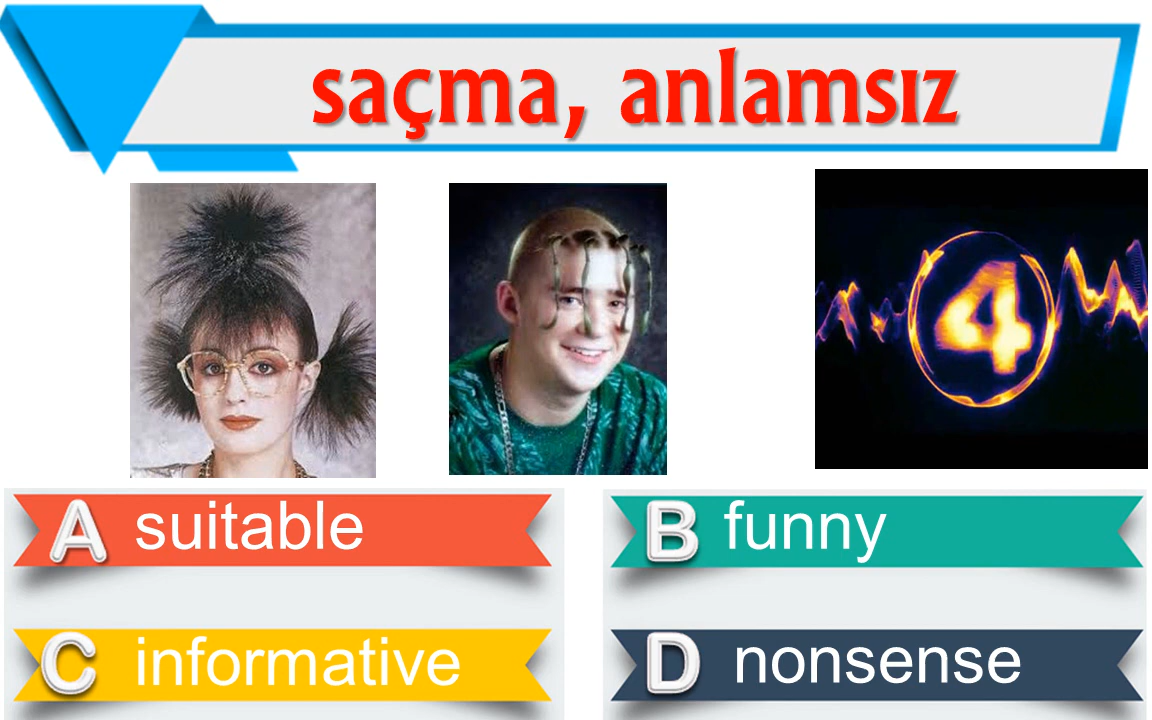 saçma, anlamsız
4
A suitable
B funny
C informative
D nonsense